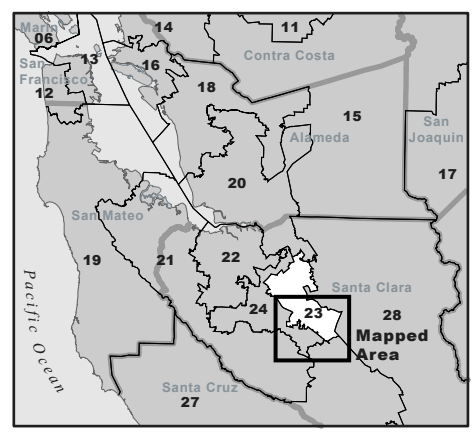 Marin
06
14
11
13
San
Francisco
16
Contra Costa
12
18
15
Alameda
San
Joaquin
17
20
San Mateo
19
21
22
Santa Clara
24
23
28
Mapped
Area
Pacific Ocean
Santa Cruz
27